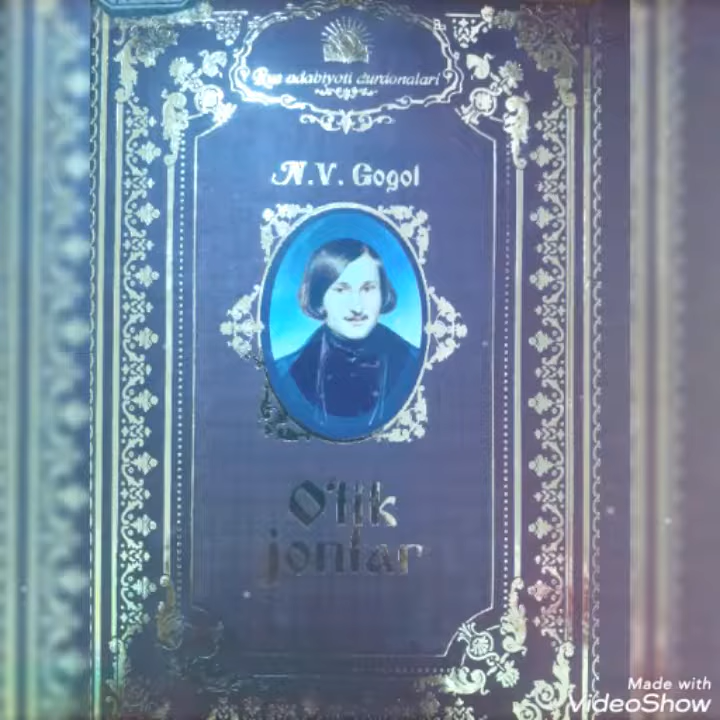 Rus adabiyoti durdonalari
N.V. Gogol
O'lik
jonlar
Made with
VideoShow